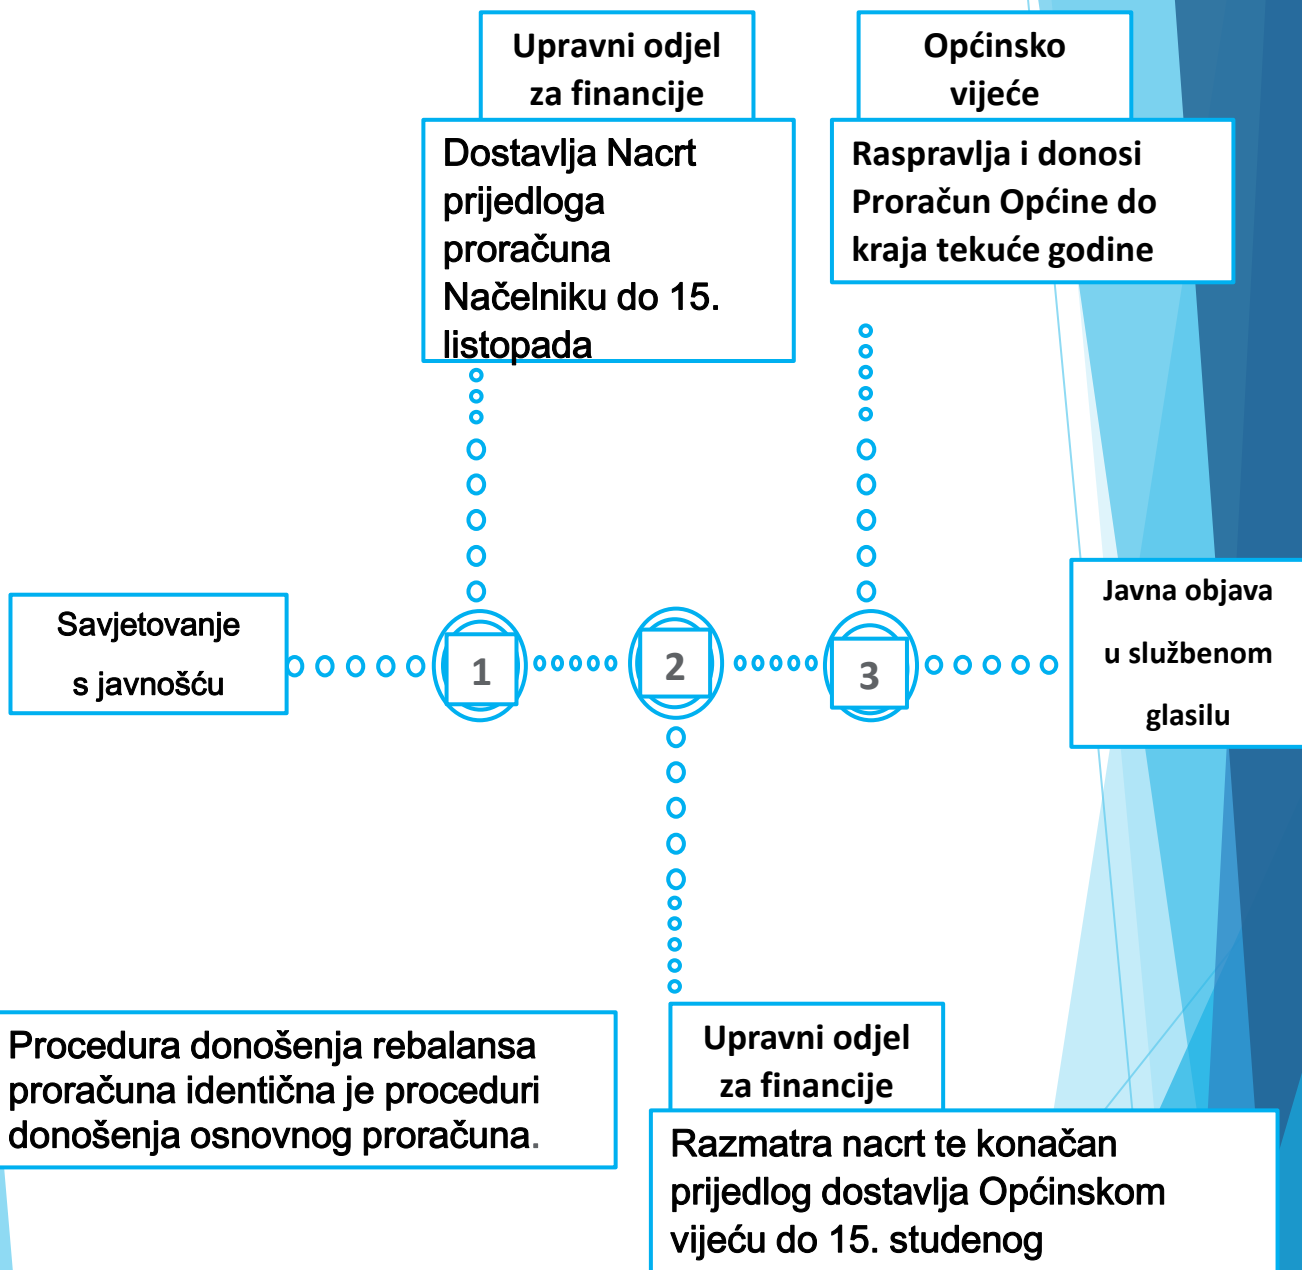 Upravni odjel
za financije
Dostavlja Nacrt
prijedloga
proračuna
Načelniku do 15.
listopada
Općinsko
vijeće
Raspravlja i donosi
Proračun Općine do
kraja tekuće godine
Savjetovanje
s javnošću
1
2
3
Javna objava
u službenom
glasilu
Procedura donošenja rebalansa
proračuna identična je proceduri
donošenja osnovnog proračuna.
Upravni odjel
za financije
Razmatra nacrt te konačan
prijedlog dostavlja Općinskom
vijeću do 15. studenog